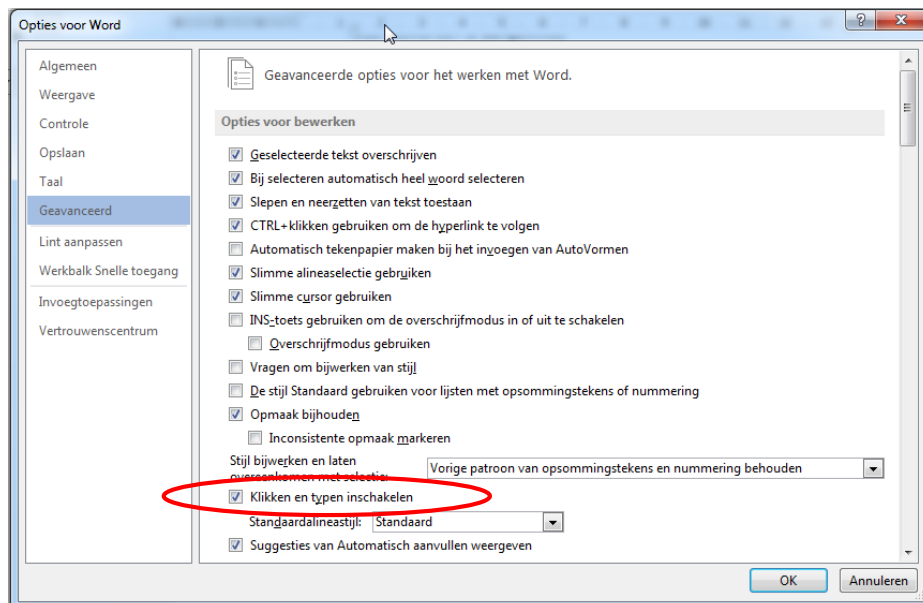 Opties voor Word
Algemeen
Weergave
Controle
Opslaan
Taal
Geavanceerd
Lint aanpassen
Werkbalk Snelle toegang
Invoegtoepassingen
Vertrouwenscentrum
Geavanceerde opties voor het werken met Word.
Opties voor bewerken
Geselecteerde tekst overschrijven
Bij selecteren automatisch heel woord selecteren
Slepen en neerzetten van tekst toestaan
CTRL+klikken gebruiken om de hyperlink te volgen
Automatisch tekenpapier maken bij het invoegen van AutoVormen
Slimme alineaselectie gebruiken
Slimme cursor gebruiken
INS-toets gebruiken om de overschrijfmodus in of uit te schakelen
Overschrijfmodus gebruiken
Vragen om bijwerken van stijl
De stijl Standaard gebruiken voor lijsten met opsommingstekens of nummering
Opmaak bijhouden
Inconsistente opmaak markeren
Stijl bijwerken en laten
overeenkomen met selectie: Vorige patroon van opsommingstekens en nummering behouden
Klikken en typen inschakelen
Standaardalineastijl: Standaard
Suggesties van Automatisch aanvullen weergeven
OK Annuleren